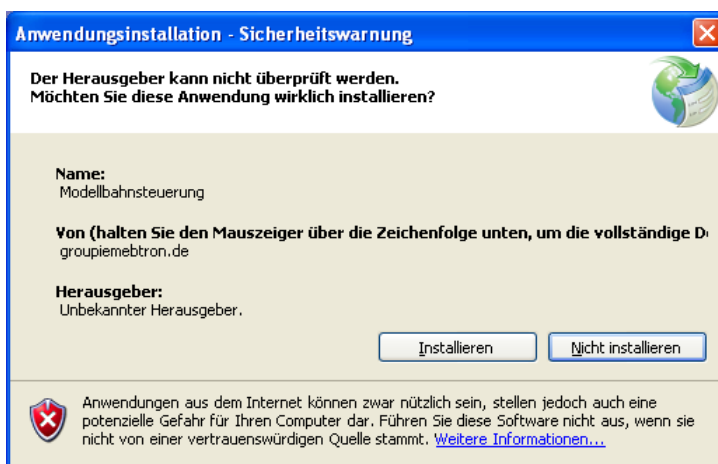 Anwendungsinstallation - Sicherheitswarnung
Der Herausgeber kann nicht überprüft werden.
Möchten Sie diese Anwendung wirklich installieren?
Name:
Modellbahnsteuerung
Von (halten Sie den Mauszeiger über die Zeichenfolge unten, um die vollständige D
groupiemebtron.de
Herausgeber:
Unbekannter Herausgeber.
Installieren
Nicht installieren
Anwendungen aus dem Internet können zwar nützlich sein, stellen jedoch auch eine
potenzielle Gefahr für Ihren Computer dar. Führen Sie diese Software nicht aus, wenn sie
nicht von einer vertrauenswürdigen Quelle stammt. Weitere Informationen...